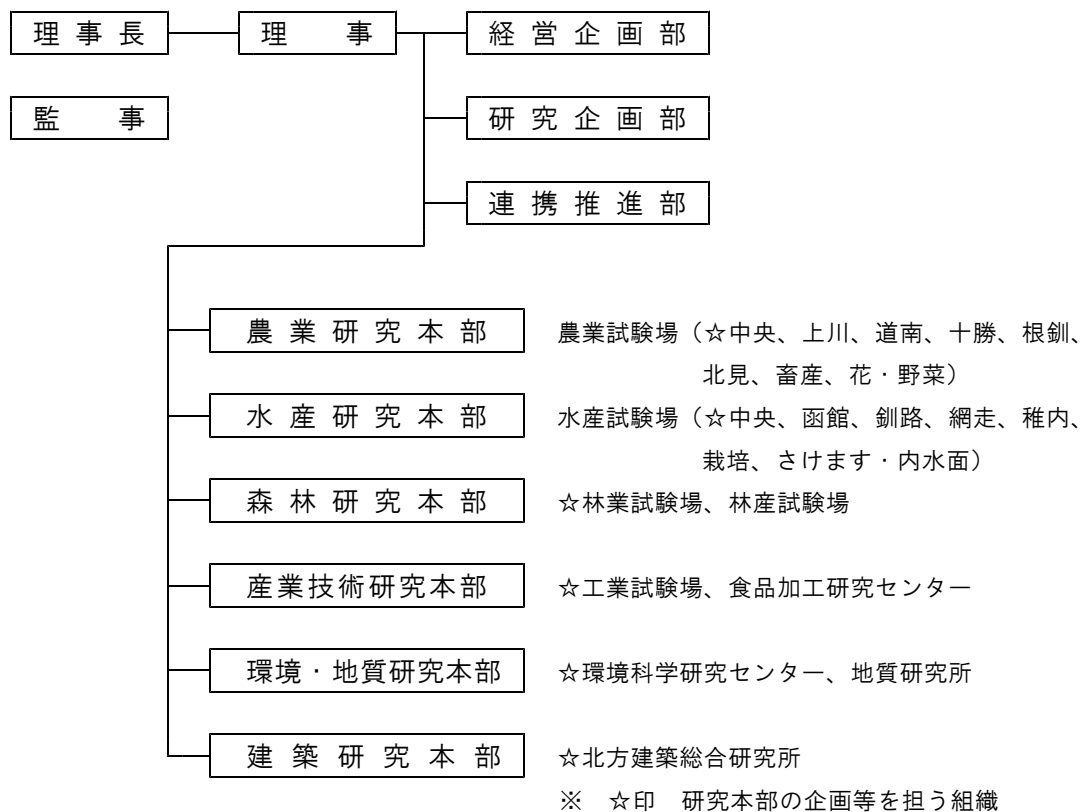 理事長 理事 経営企画部
監事 研究企画部
連携推進部
農業研究本部 農業試験場（☆中央、上川、道南、十勝、根釧、
北見、畜産、花・野菜）
水産研究本部 水産試験場（☆中央、函館、釧路、網走、稚内、
栽培、さけます・内水面）
森林研究本部 ☆林業試験場、林産試験場
産業技術研究本部 ☆工業試験場、食品加工研究センター
環境・地質研究本部 ☆環境科学研究センター、地質研究所
建築研究本部 ☆北方建築総合研究所
※ ☆印 研究本部の企画等を担う組織